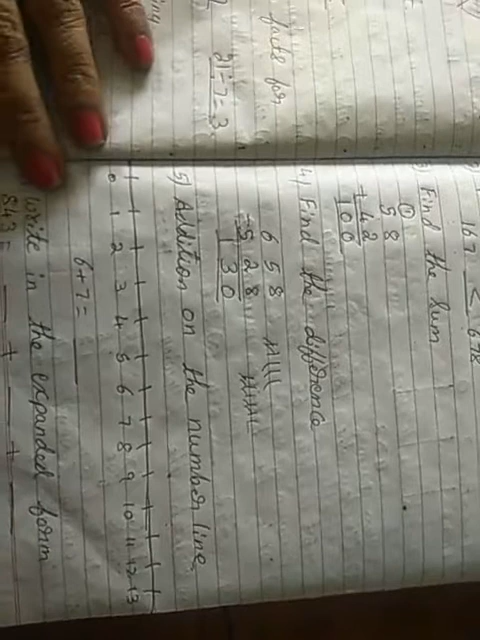 167 < 678
3) Find the sum
①
58
+ 42
100
4) Find the difference
658
- 528
130
5) Addition on the number line
0 1 2 3 4 5 6 7 8 9 10 11 12 13
6+7=
write in the expanded form
843 = + +
facts for
21÷7=3